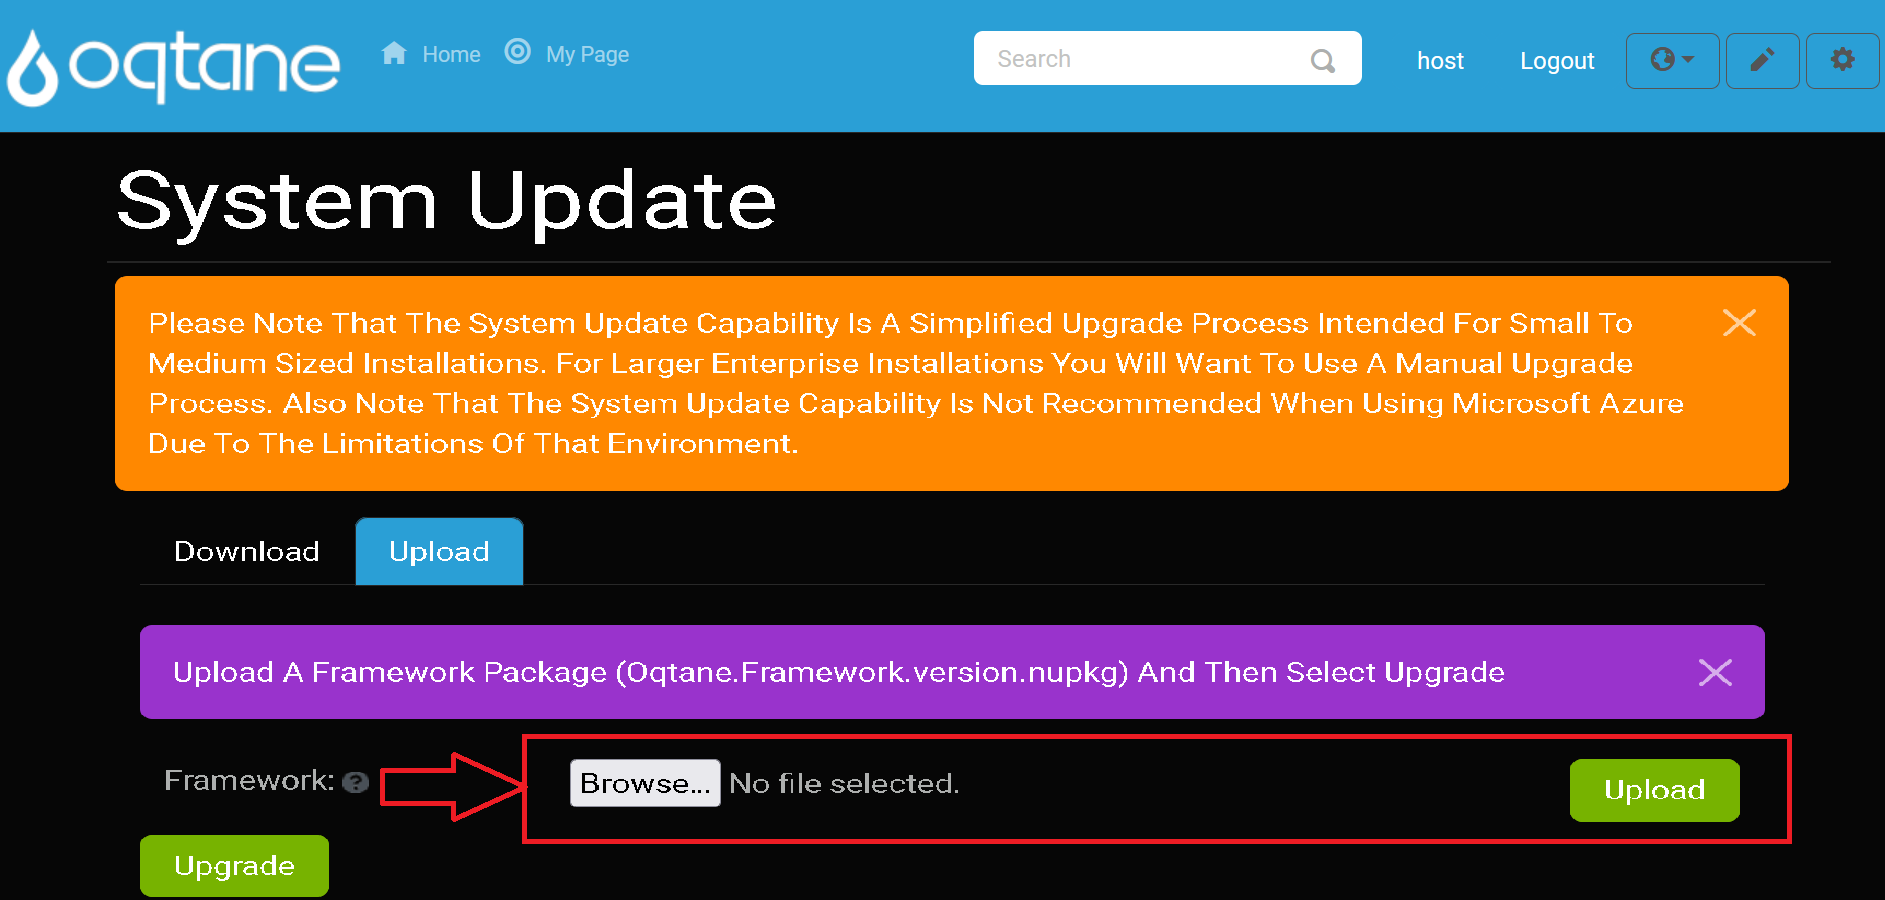 oqtane
Home
My Page
Search
host
Logout
System Update
Please Note That The System Update Capability Is A Simplified Upgrade Process Intended For Small To
Medium Sized Installations. For Larger Enterprise Installations You Will Want To Use A Manual Upgrade
Process. Also Note That The System Update Capability Is Not Recommended When Using Microsoft Azure
Due To The Limitations Of That Environment.
Download
Upload
Upload A Framework Package (Oqtane.Framework.version.nupkg) And Then Select Upgrade
Framework: ?
Browse... No file selected.
Upload
Upgrade